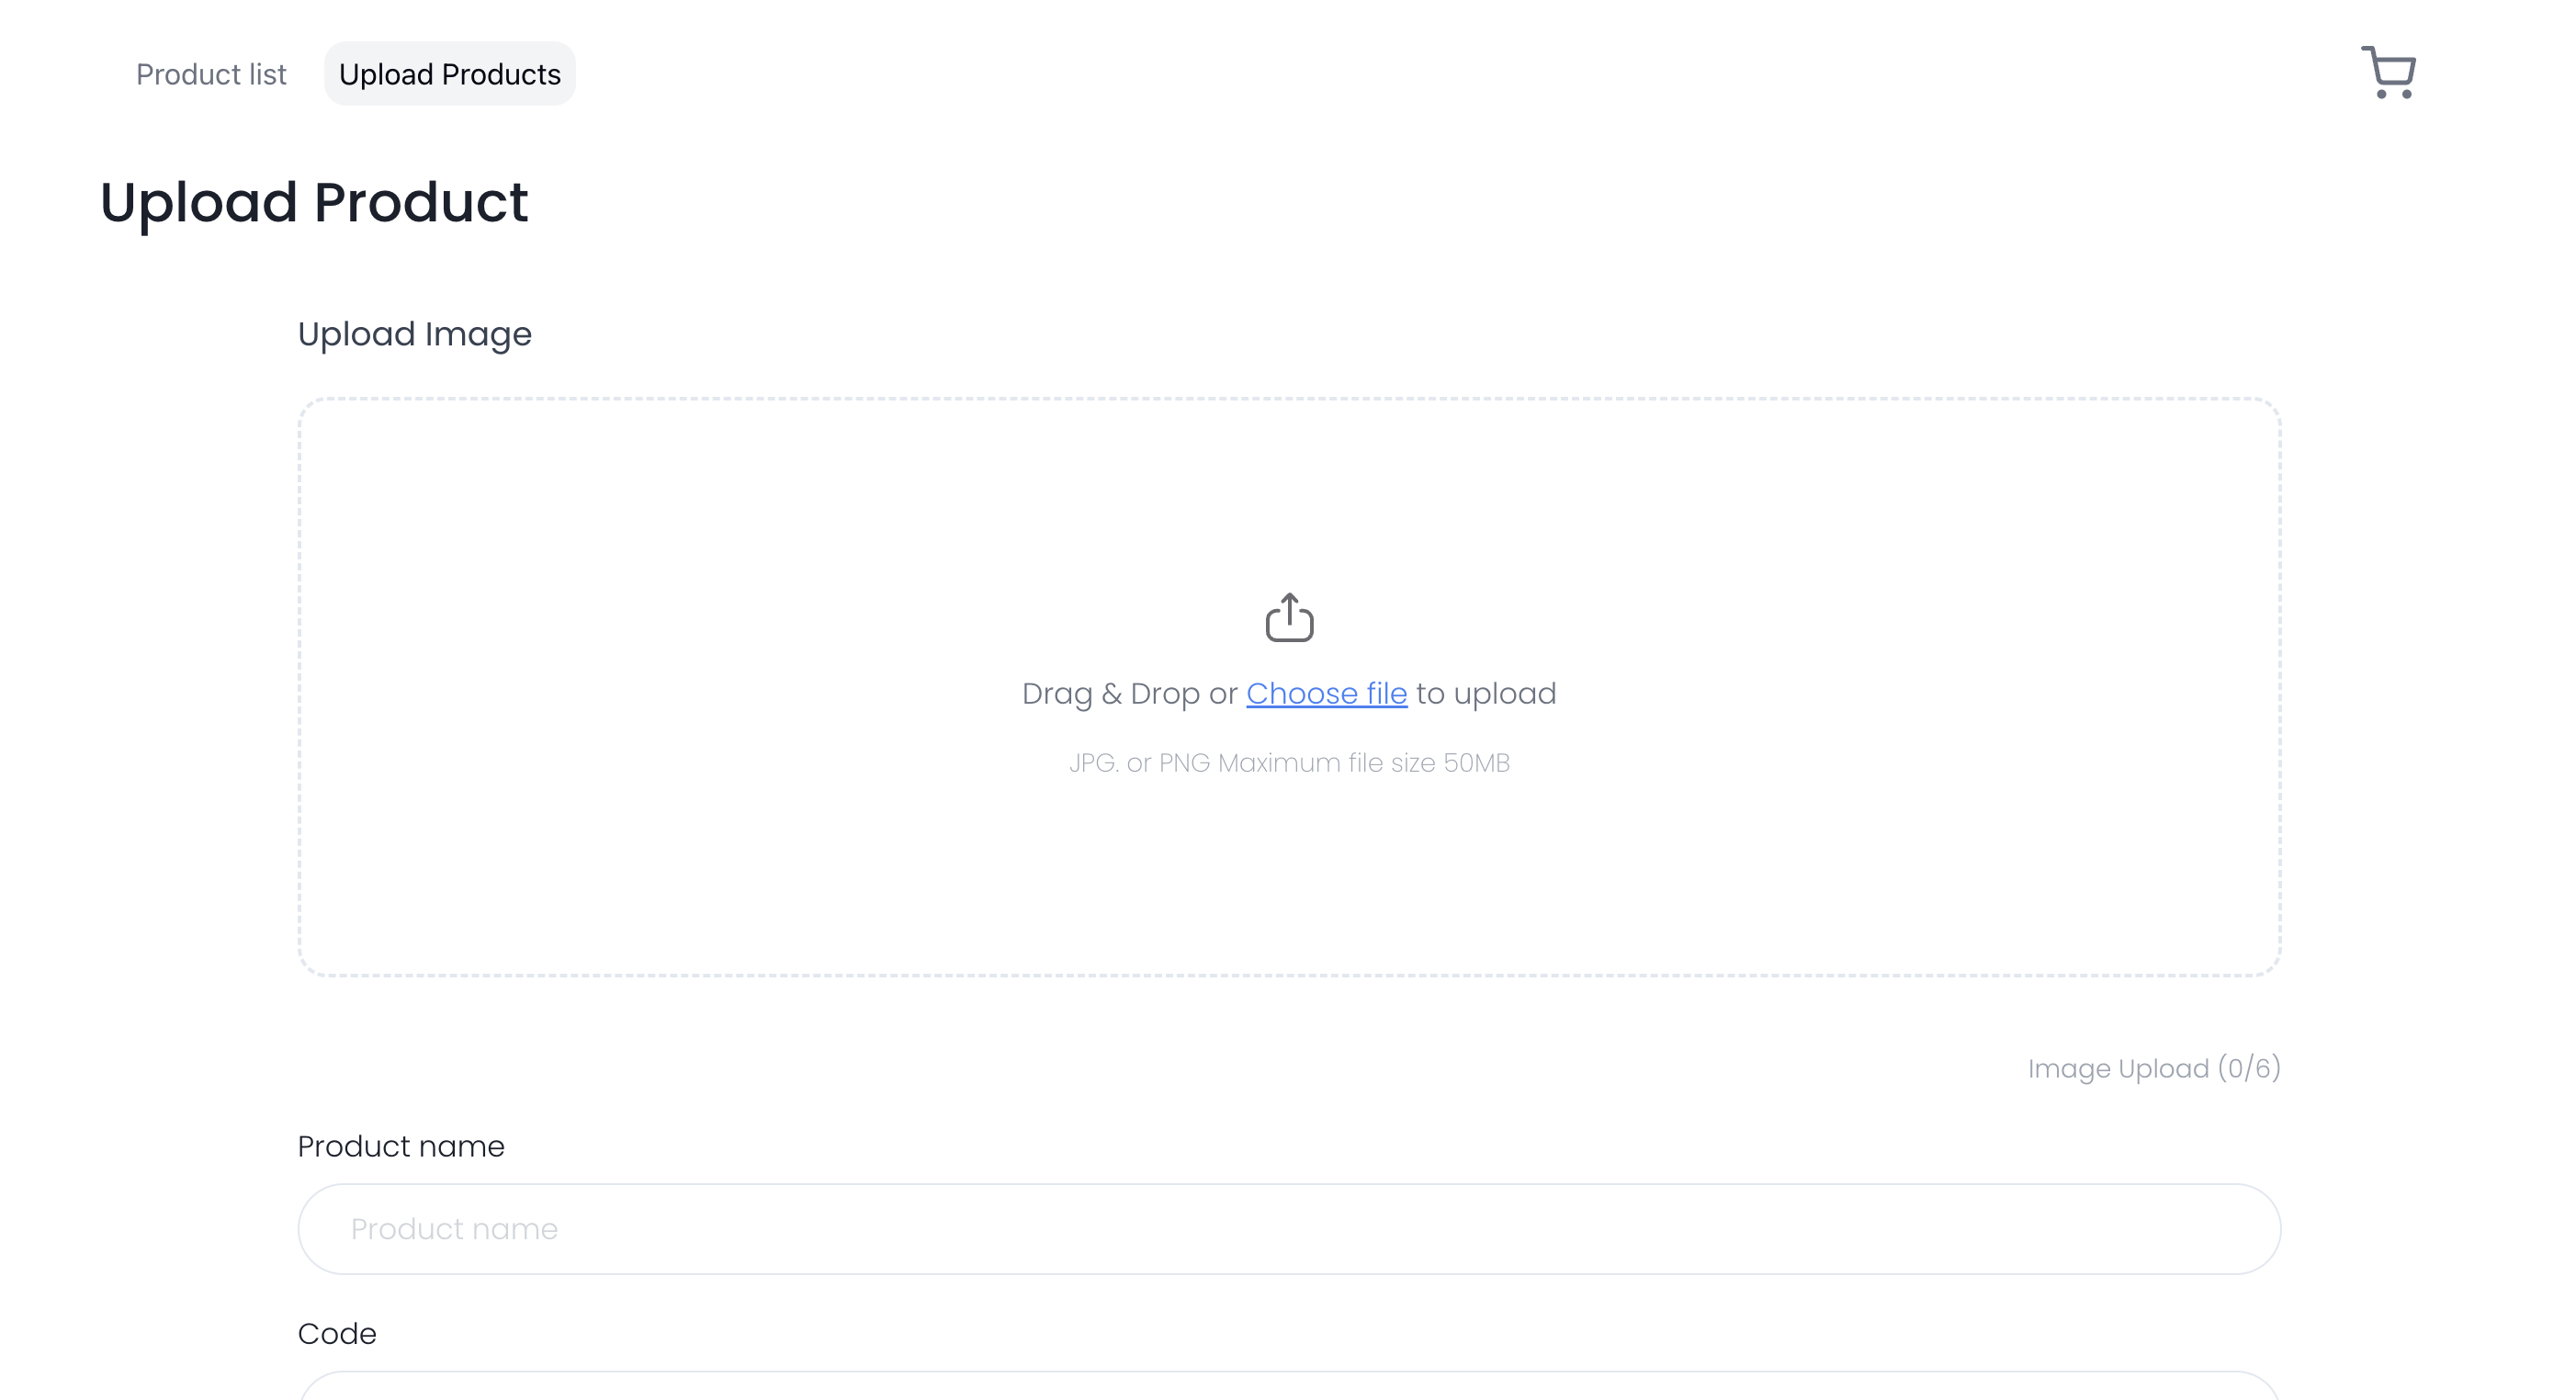 Product list
Upload Products
Upload Product
Upload Image
Drag & Drop or Choose file to upload
JPG. or PNG Maximum file size 50MB
Image Upload (0/6)
Product name
Product name
Code